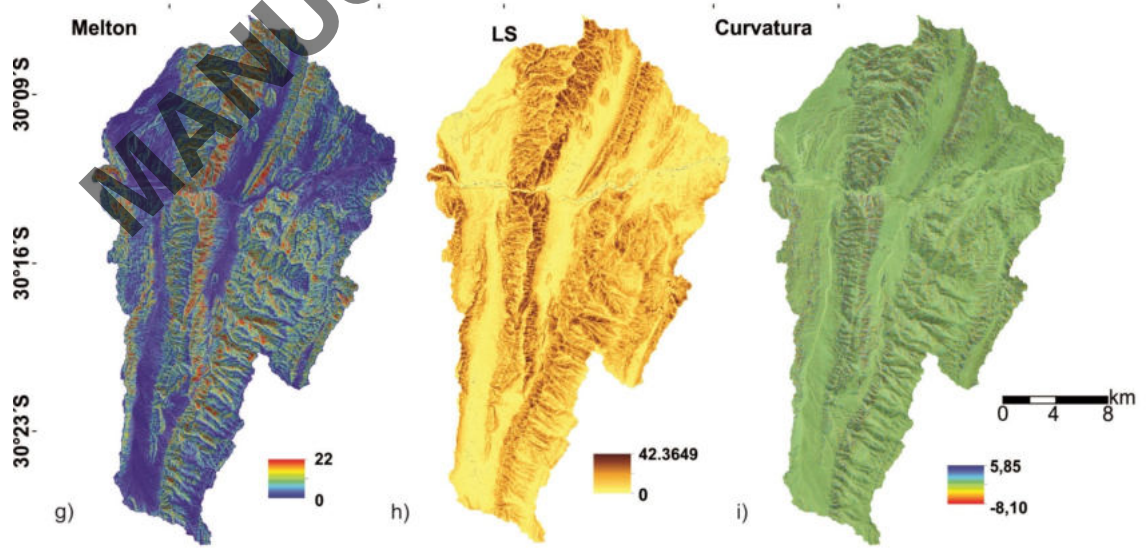 Melton
LS
Curvatura
MANUS
30°09´S
30°16´S
30°23´S
km
0 4 8
22
0
42.3649
0
5,85
-8,10
g)
h)
i)